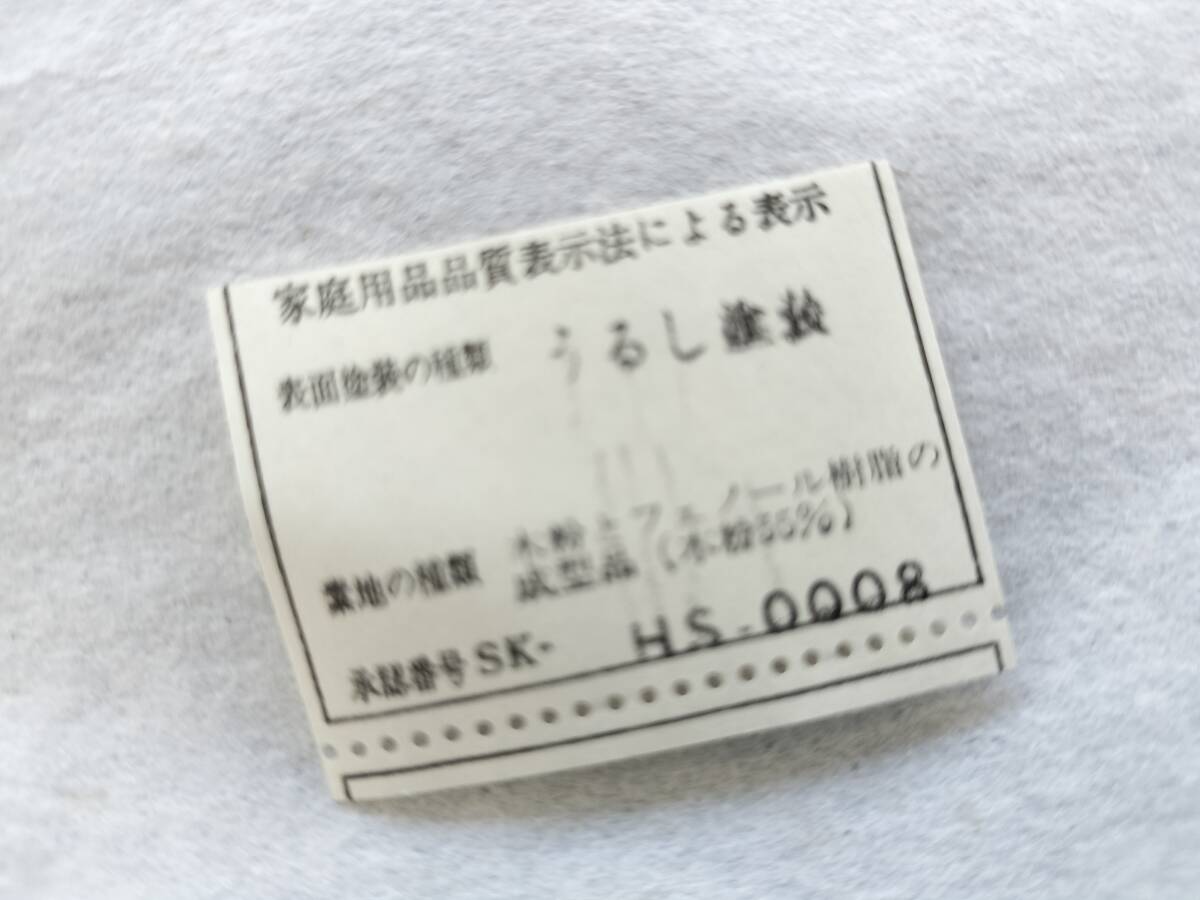 家庭用品品質表示法による表示
表面塗装の種類 うるし塗装
素地の種類 木粉とフェノール樹脂の
成型品(木粉55%)
承認番号SK- HS-0008